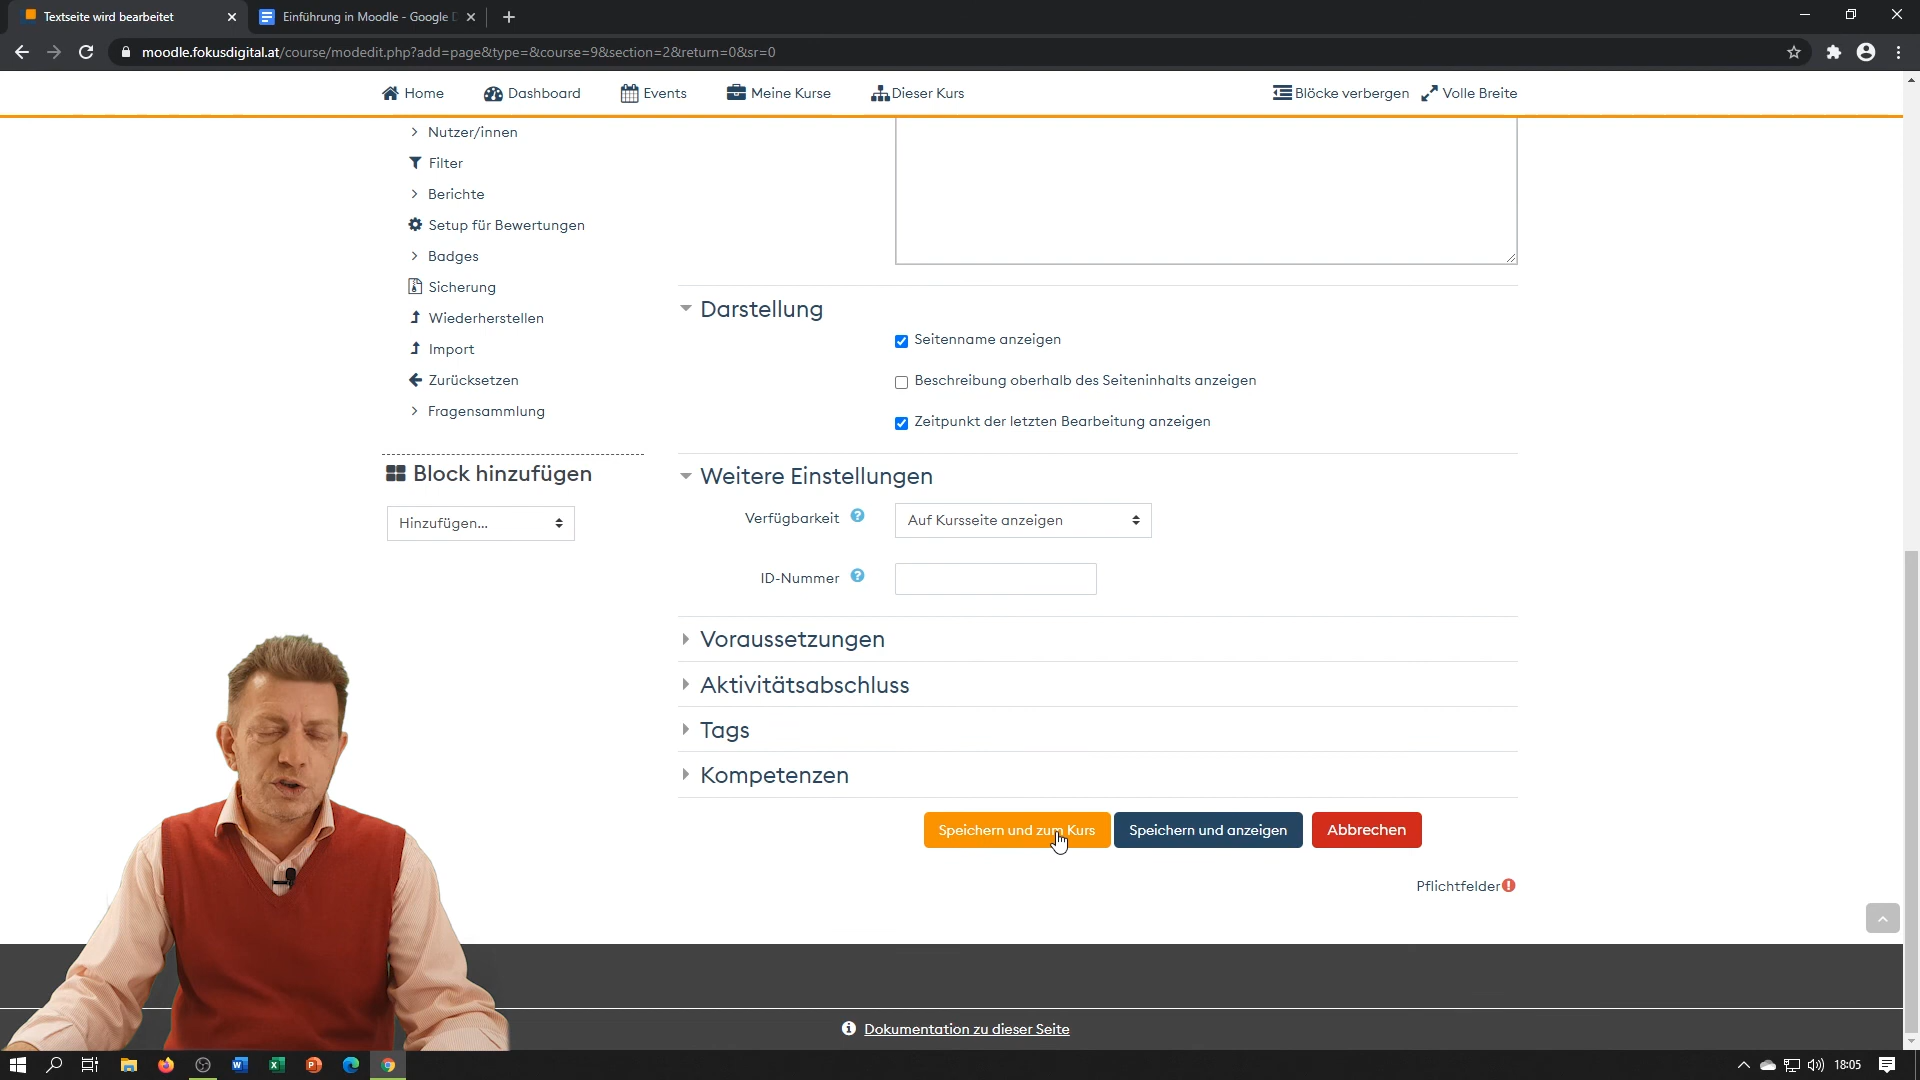 Textseite wird bearbeitet
Einführung in Moodle - Google
moodle.fokusdigital.at/course/modedit.php?add=page&type=&course=9&section=2&return=0&sr=0
Home
Dashboard
Events
Meine Kurse
Dieser Kurs
Blöcke verbergen
Volle Breite
Nutzer/innen
Filter
Berichte
Setup für Bewertungen
Badges
Sicherung
Wiederherstellen
Import
Zurücksetzen
Fragensammlung
Block hinzufügen
Hinzufügen...
Darstellung
Seitenname anzeigen
Beschreibung oberhalb des Seiteninhalts anzeigen
Zeitpunkt der letzten Bearbeitung anzeigen
Weitere Einstellungen
Verfügbarkeit
Auf Kursseite anzeigen
ID-Nummer
Voraussetzungen
Aktivitätsabschluss
Tags
Kompetenzen
Speichern und zum Kurs
Speichern und anzeigen
Abbrechen
Pflichtfelder
Dokumentation zu dieser Seite
18:05